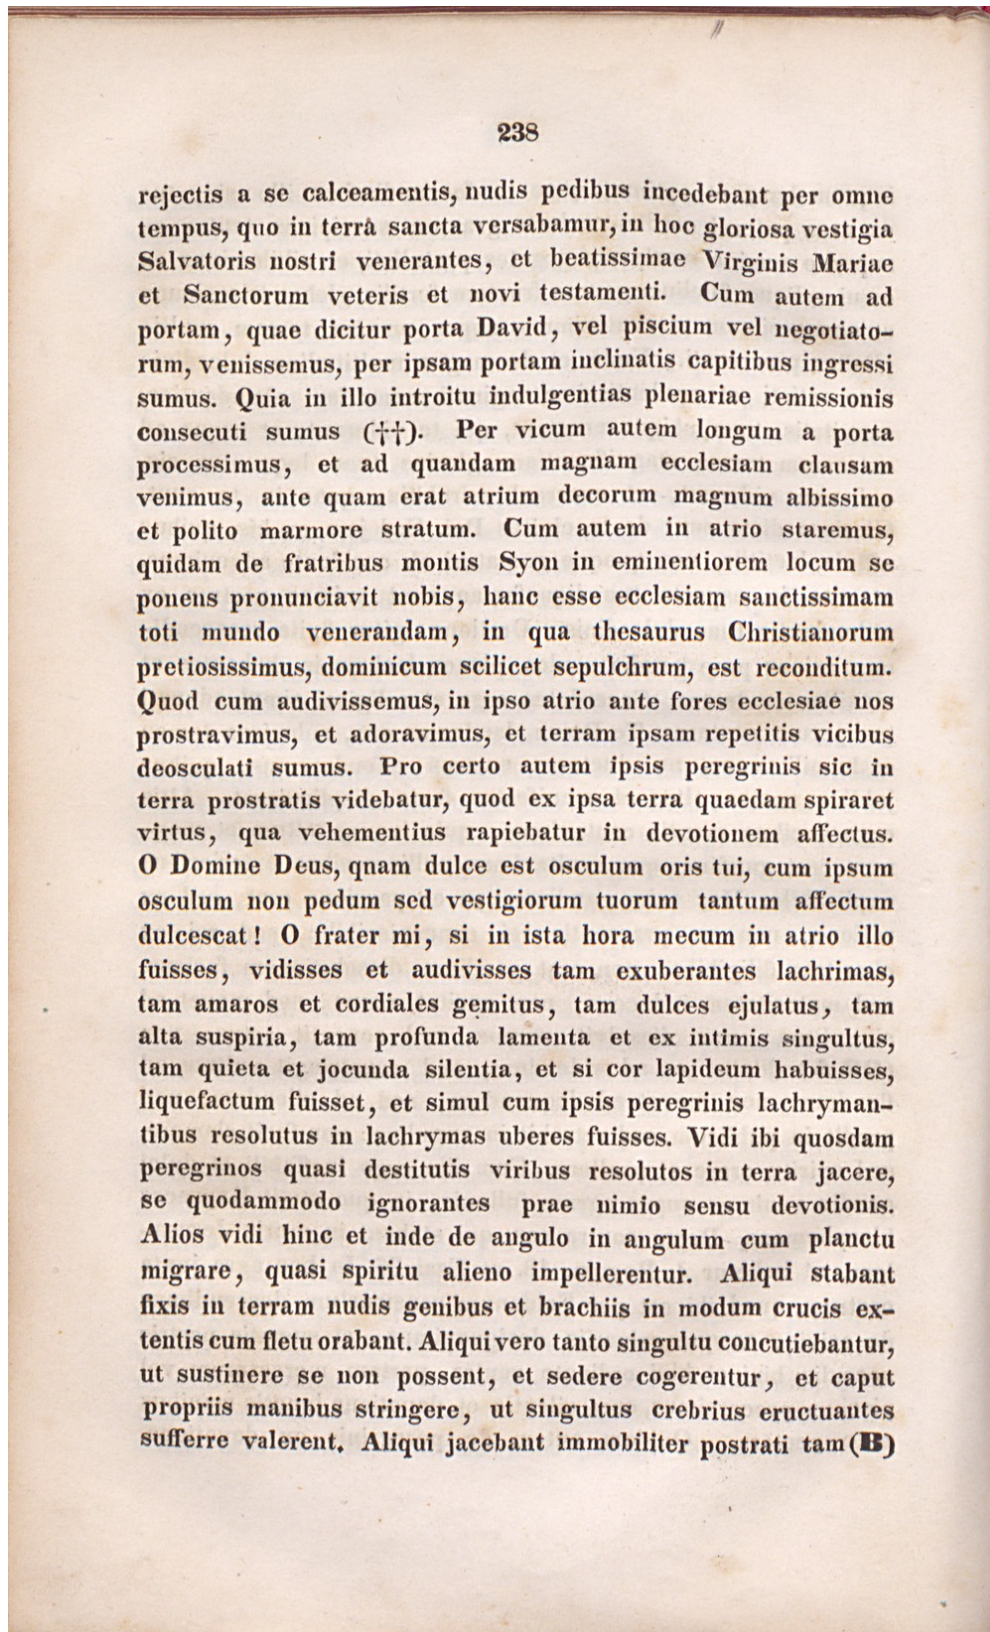 238
rejectis a se calceamentis, nudis pedibus incedebant per omne
tempus, quo in terrâ sancta versabamur, in hoc gloriosa vestigia
Salvatoris nostri venerantes, et beatissimae Virginis Mariae
et Sanctorum veteris et novi testamenti. Cum autem ad
portam, quae dicitur porta David, vel piscium vel negotiato-
rum, venissemus, per ipsam portam inclinatis capitibus ingressi
sumus. Quia in illo introitu indulgentias plenariae remissionis
consecuti sumus (††). Per vicum autem longum a porta
processimus, et ad quandam magnam ecclesiam clausam
venimus, ante quam erat atrium decorum magnum albissimo
et polito marmore stratum. Cum autem in atrio staremus,
quidam de fratribus montis Syon in eminentiorem locum se
ponens pronunciavit nobis, hanc esse ecclesiam sanctissimam
toti mundo venerandam, in qua thesaurus Christianorum
pretiosissimus, dominicum scilicet sepulchrum, est reconditum.
Quod cum audivissemus, in ipso atrio ante fores ecclesiae nos
prostravimus, et adoravimus, et terram ipsam repetitis vicibus
deosculati sumus. Pro certo autem ipsis peregrinis sic in
terra prostratis videbatur, quod ex ipsa terra quaedam spiraret
virtus, qua vehementius rapiebatur in devotionem affectus.
O Domine Deus, qnam dulce est osculum oris tui, cum ipsum
osculum non pedum sed vestigiorum tuorum tantum affectum
dulcescat! O frater mi, si in ista hora mecum in atrio illo
fuisses, vidisses et audivisses tam exuberantes lachrimas,
tam amaros et cordiales gemitus, tam dulces ejulatus, tam
alta suspiria, tam profunda lamenta et ex intimis singultus,
tam quieta et jocunda silentia, et si cor lapideum habuisses,
liquefactum fuisset, et simul cum ipsis peregrinis lachryman-
tibus resolutus in lachrymas uberes fuisses. Vidi ibi quosdam
peregrinos quasi destitutis viribus resolutos in terra jacere,
se quodammodo ignorantes prae nimio sensu devotionis.
Alios vidi hinc et inde de angulo in angulum cum planctu
migrare, quasi spiritu alieno impellerentur. Aliqui stabant
fixis in terram nudis genibus et brachiis in modum crucis ex-
tentis cum fletu orabant. Aliqui vero tanto singultu concutiebantur,
ut sustinere se non possent, et sedere cogerentur, et caput
propriis manibus stringere, ut singultus crebrius eructuantes
sufferre valerent. Aliqui jacebant immobiliter postrati tam (B)